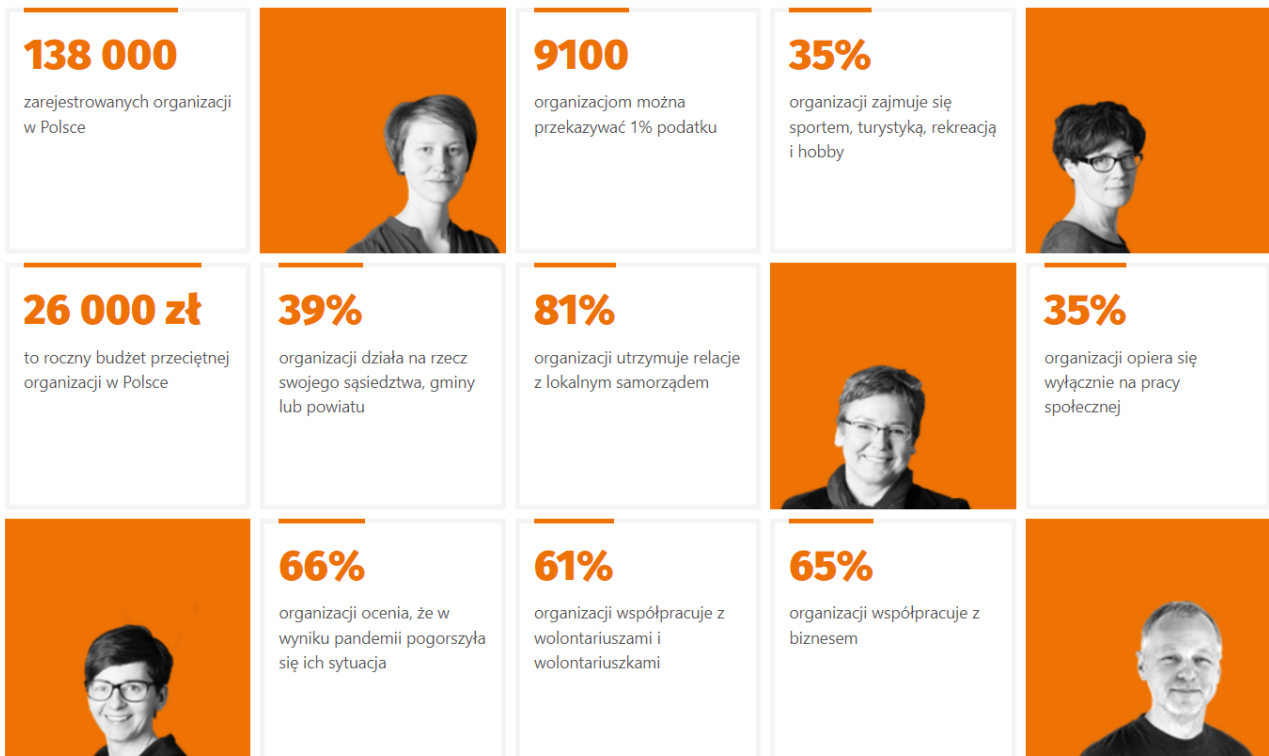 138 000
zarejestrowanych organizacji
w Polsce
9100
organizacjom można
przekazywać 1% podatku
35%
organizacji zajmuje się
sportem, turystyką, rekreacją
i hobby
26 000 zł
to roczny budżet przeciętnej
organizacji w Polsce
39%
organizacji działa na rzecz
swojego sąsiedztwa, gminy
lub powiatu
81%
organizacji utrzymuje relacje
z lokalnym samorządem
35%
organizacji opiera się
wyłącznie na pracy
społecznej
66%
organizacji ocenia, że w
wyniku pandemii pogorszyła
się ich sytuacja
61%
organizacji współpracuje z
wolontariuszami i
wolontariuszkami
65%
organizacji współpracuje z
biznesem